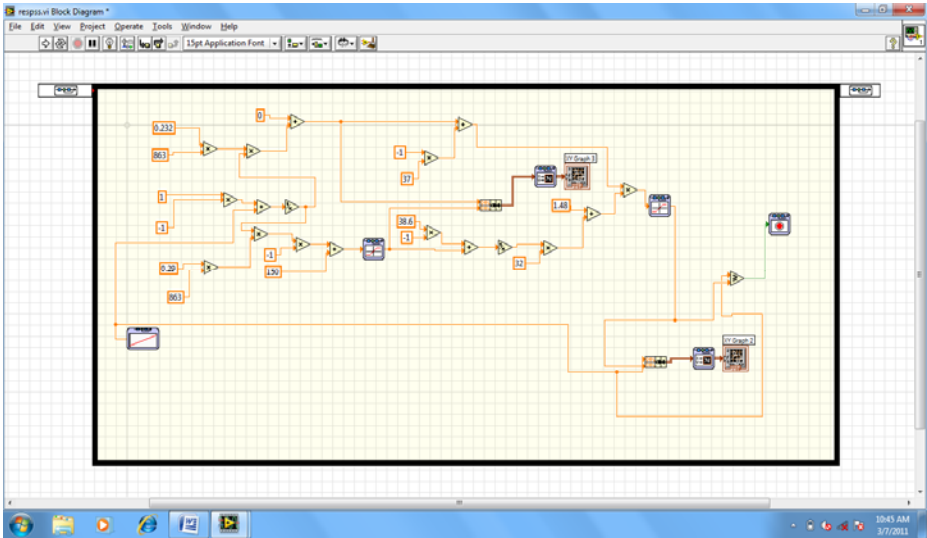 respss.vi Block Diagram *
File Edit View Project Operate Tools Window Help
15pt Application Font
0
0.232
863
-1
37
XY Graph 3
1
-1
1.48
38.6
-1
-1
150
0.29
863
32
XY Graph 2
10:45 AM
3/7/2011